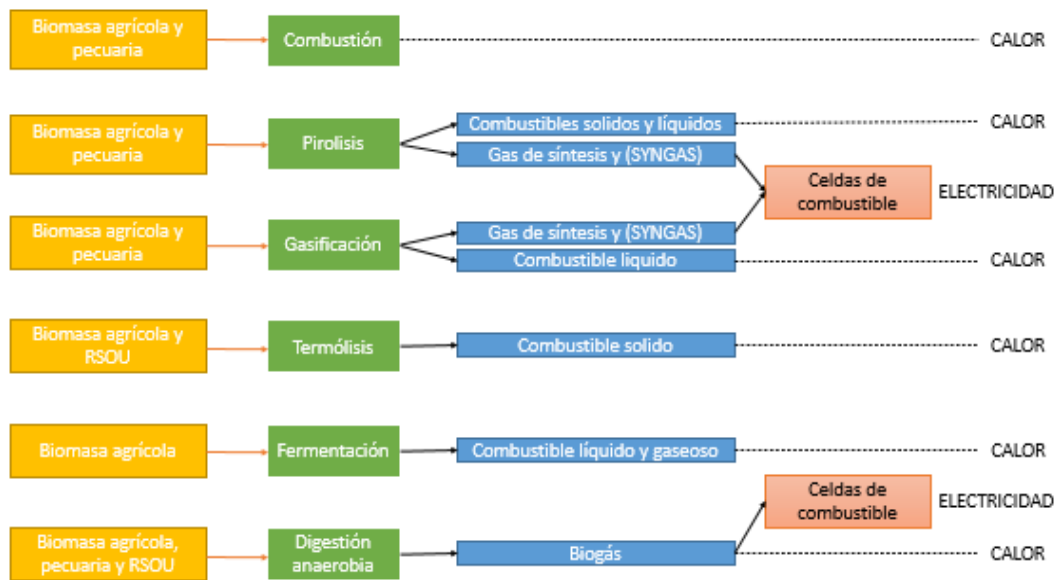 Biomasa agrícola y
pecuaria
Combustión
CALOR
Biomasa agrícola y
pecuaria
Pirolisis
Combustibles solidos y líquidos
CALOR
Gas de síntesis y (SYNGAS)
Celdas de
combustible
ELECTRICIDAD
Biomasa agrícola y
pecuaria
Gasificación
Gas de síntesis y (SYNGAS)
Combustible liquido
CALOR
Biomasa agrícola y
RSOU
Termólisis
Combustible solido
CALOR
Biomasa agrícola
Fermentación
Combustible líquido y gaseoso
CALOR
Celdas de
combustible
ELECTRICIDAD
Biomasa agrícola,
pecuaria y RSOU
Digestión
anaerobia
Biogás
CALOR